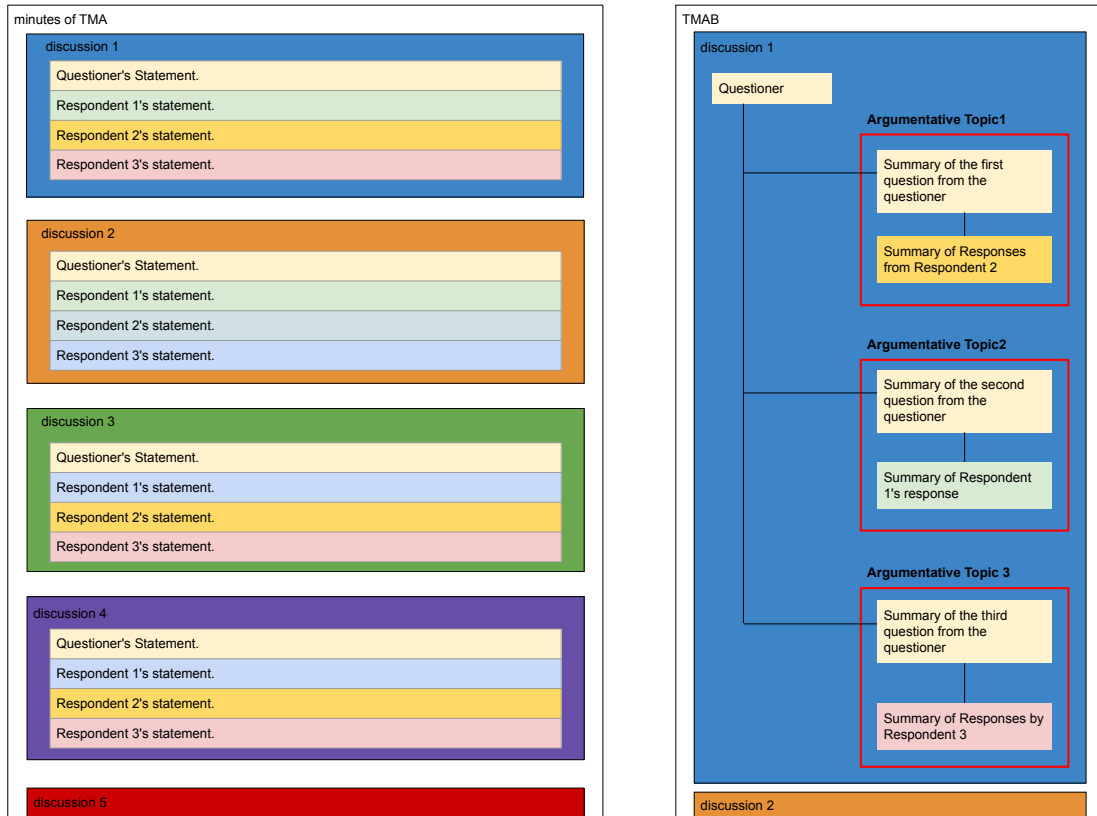 minutes of TMA
discussion 1
Questioner's Statement.
Respondent 1's statement.
Respondent 2's statement.
Respondent 3's statement.
discussion 2
Questioner's Statement.
Respondent 1's statement.
Respondent 2's statement.
Respondent 3's statement.
discussion 3
Questioner's Statement.
Respondent 1's statement.
Respondent 2's statement.
Respondent 3's statement.
discussion 4
Questioner's Statement.
Respondent 1's statement.
Respondent 2's statement.
Respondent 3's statement.
discussion 5
TMAB
discussion 1
Questioner
Argumentative Topic1
Summary of the first
question from the
questioner
Summary of Responses
from Respondent 2
Argumentative Topic2
Summary of the second
question from the
questioner
Summary of Respondent
1's response
Argumentative Topic 3
Summary of the third
question from the
questioner
Summary of Responses by
Respondent 3
discussion 2